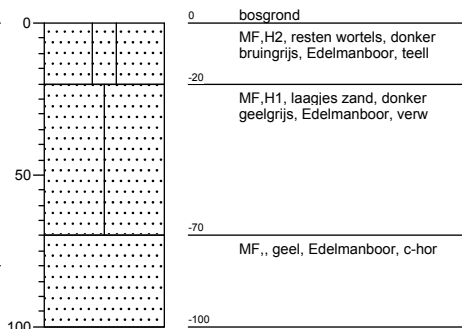 0
50
100
0 bosgrond
MF,H2, resten wortels, donker
bruingrijs, Edelmanboor, teell
-20
MF,H1, laagjes zand, donker
geelgrijs, Edelmanboor, verw
-70
MF,, geel, Edelmanboor, c-hor
-100